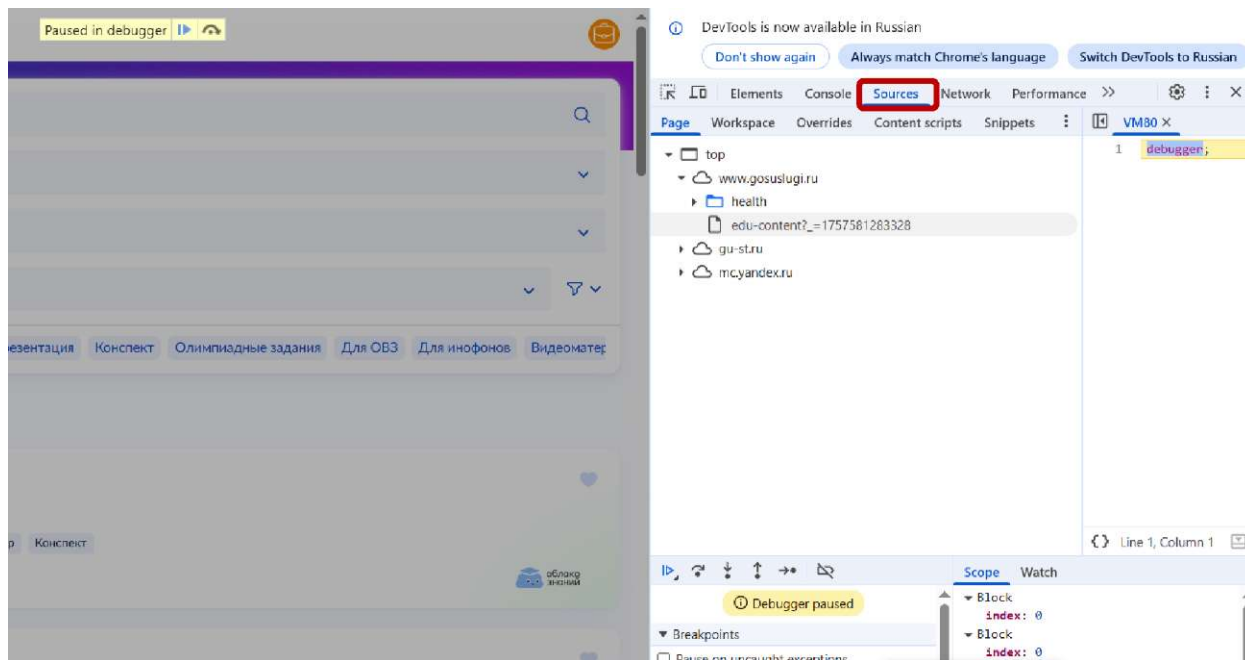 Paused in debugger
DevTools is now available in Russian
Don't show again
Always match Chrome's language
Switch DevTools to Russian
Elements Console Sources Network Performance
Page Workspace Overrides Content scripts Snippets
VM80
1 debugger;
top
www.gosuslugi.ru
health
edu-content?_=1757581283328
gu-st.ru
mc.yandex.ru
езентация Конспект Олимпиадные задания Для ОВЗ Для инофонов Видеоматер
р Конспект
облако
знаний
{} Line 1, Column 1
Scope Watch
Debugger paused
Block
index: 0
Breakpoints
Block
index: 0
Pause on uncaught exceptions